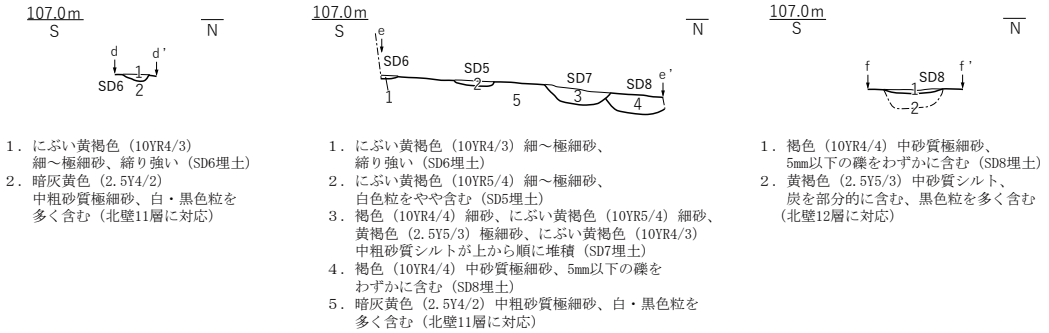 107.0m
S
N
d
d'
SD6
1
2
1．にぶい黄褐色（10YR4/3）
細～極細砂、締り強い（SD6埋土）
2．暗灰黄色（2.5Y4/2）
中粗砂質極細砂、白・黒色粒を
多く含む（北壁11層に対応）
107.0m
S
N
e
SD6
SD5
SD7
SD8
e'
1
2
5
3
4
1．にぶい黄褐色（10YR4/3）細～極細砂、
締り強い（SD6埋土）
2．にぶい黄褐色（10YR5/4）細～極細砂、
白色粒をやや含む（SD5埋土）
3．褐色（10YR4/4）細砂、にぶい黄褐色（10YR5/4）細砂、
黄褐色（2.5Y5/3）極細砂、にぶい黄褐色（10YR4/3）
中粗砂質シルトが上から順に堆積（SD7埋土）
4．褐色（10YR4/4）中砂質極細砂、5㎜以下の礫を
わずかに含む（SD8埋土）
5．暗灰黄色（2.5Y4/2）中粗砂質極細砂、白・黒色粒を
多く含む（北壁11層に対応）
107.0m
S
N
f
f'
SD8
1
2
1．褐色（10YR4/4）中砂質極細砂、
5㎜以下の礫をわずかに含む（SD8埋土）
2．黄褐色（2.5Y5/3）中砂質シルト、
炭を部分的に含む、黒色粒を多く含む
（北壁12層に対応）